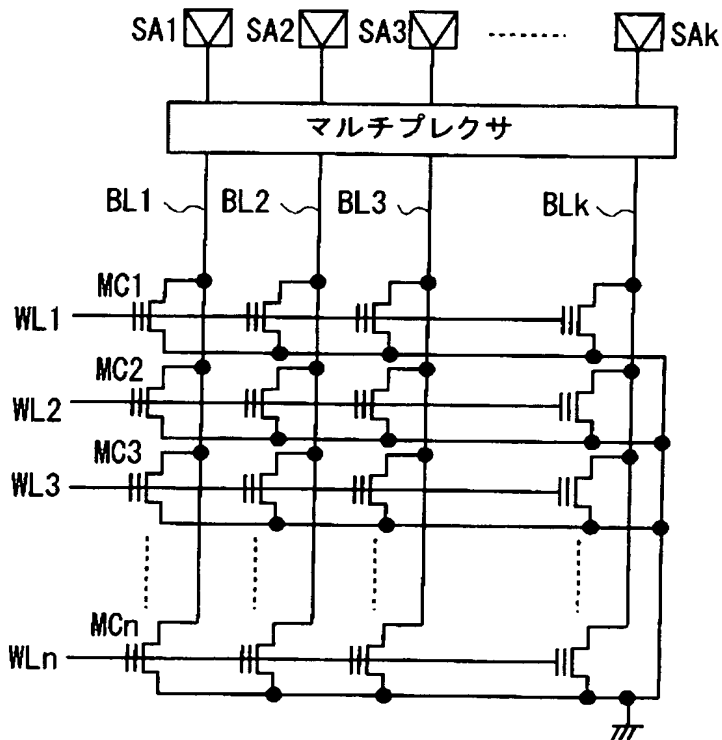 SA1 SA2 SA3 ........ SAk
マルチプレクサ
BL1 BL2 BL3 BLk
MC1
WL1
MC2
WL2
MC3
WL3
MCn
WLn